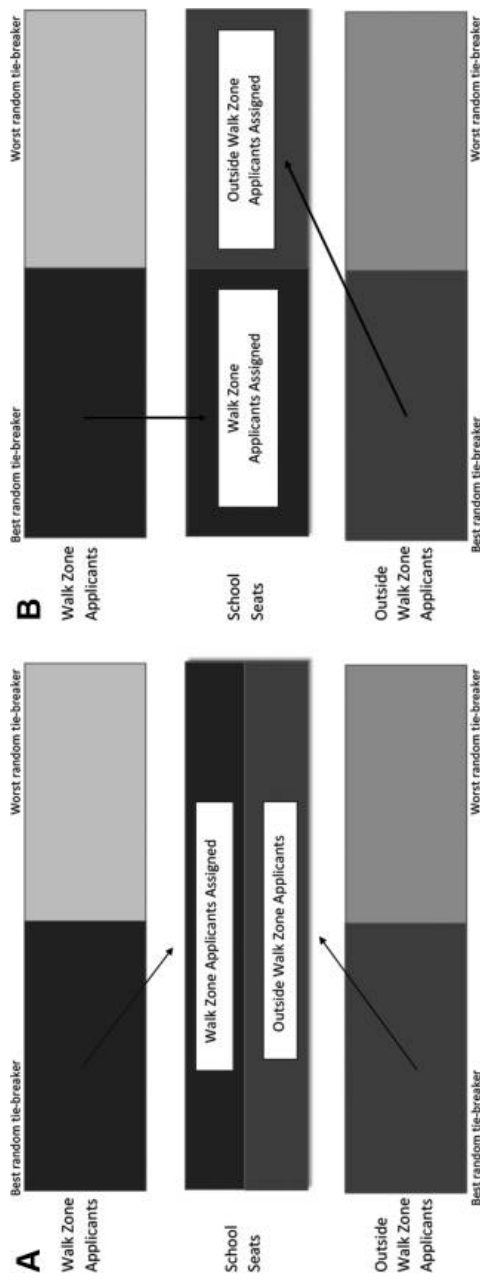 A
Best random tie-breaker
Worst random tie-breaker
Walk Zone
Applicants
Walk Zone Applicants Assigned
School
Seats
Outside Walk Zone Applicants
Outside
Walk Zone
Applicants
Best random tie-breaker
Worst random tie-breaker
B
Best random tie-breaker
Worst random tie-breaker
Walk Zone
Applicants
School
Seats
Walk Zone
Applicants Assigned
Outside Walk Zone
Applicants Assigned
Outside
Walk Zone
Applicants
Best random tie-breaker
Worst random tie-breaker